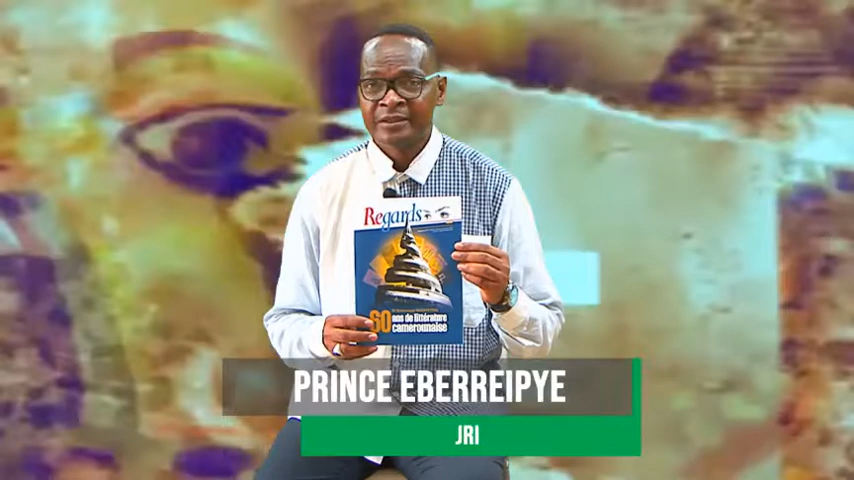 Regards
60 ans de littérature
camerounaise
PRINCE EBERREIPYE
JRI